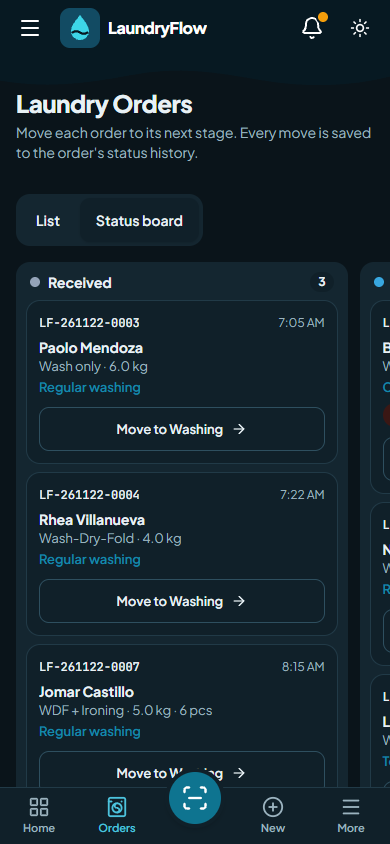 LaundryFlow
Laundry Orders
Move each order to its next stage. Every move is saved
to the order's status history.
List
Status board
Received
3
LF-261122-0003
7:05 AM
Paolo Mendoza
Wash only · 6.0 kg
Regular washing
Move to Washing →
LF-261122-0004
7:22 AM
Rhea Villanueva
Wash-Dry-Fold · 4.0 kg
Regular washing
Move to Washing →
LF-261122-0007
8:15 AM
Jomar Castillo
WDF + Ironing · 5.0 kg · 6 pcs
Regular washing
Move to Washing →
Home
Orders
New
More